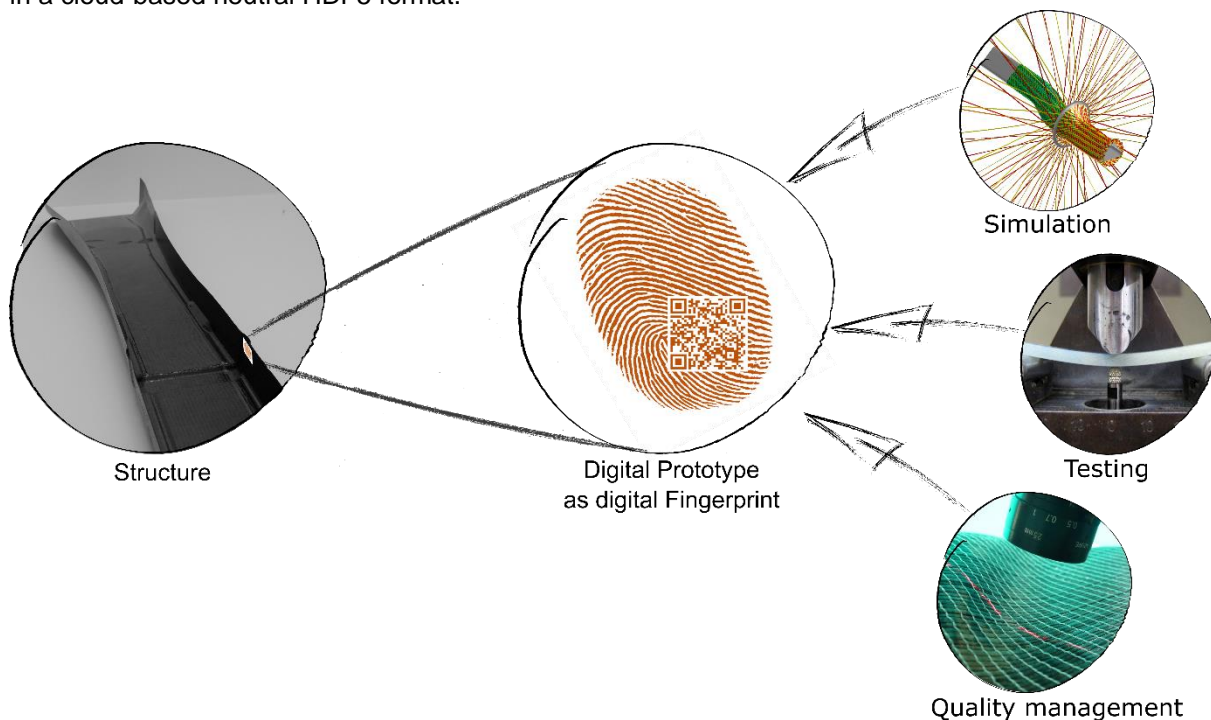 in a cloud-based neutral HDF5 format.
Simulation
Structure
Digital Prototype
as digital Fingerprint
Testing
Quality management